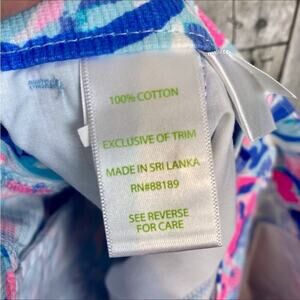 100% COTTON
EXCLUSIVE OF TRIM
MADE IN SRI LANKA
RN#88189
SEE REVERSE
FOR CARE